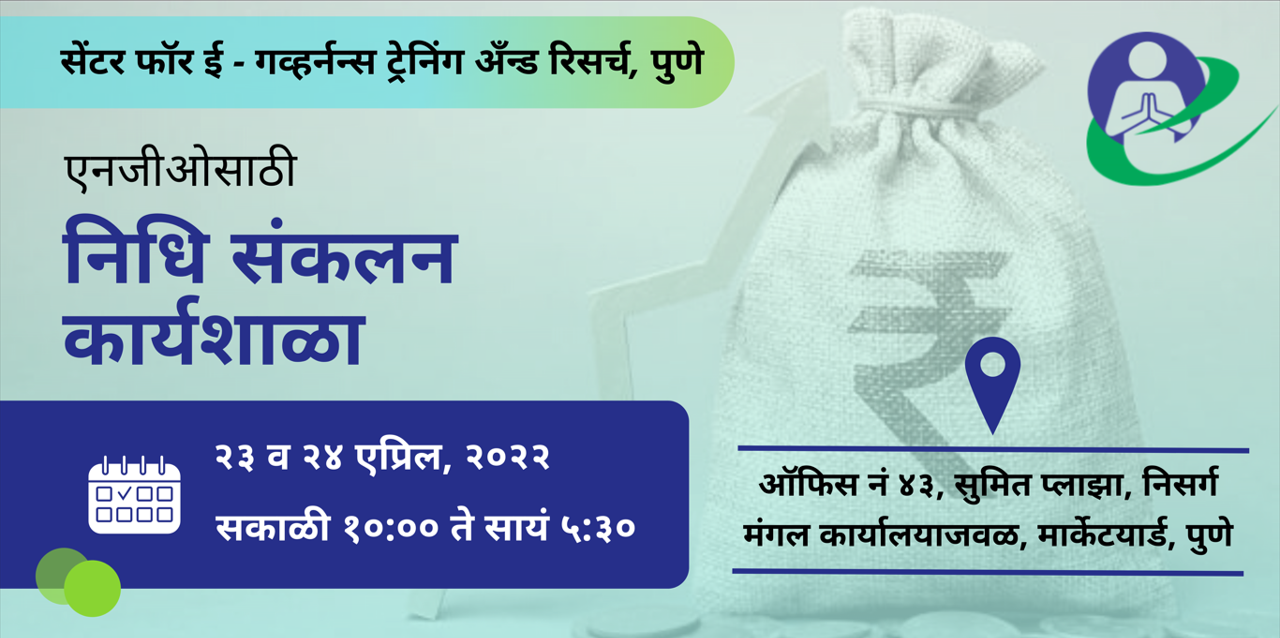 सेंटर फॉर ई - गव्हर्नन्स ट्रेनिंग अँन्ड रिसर्च, पुणे
एनजीओसाठी
निधि संकलन
कार्यशाळा
२३ व २४ एप्रिल, २०२२
सकाळी १०:०० ते सायं ५:३०
₹
ऑफिस नं ४३, सुमित प्लाझा, निसर्ग
मंगल कार्यालयाजवळ, मार्केटयार्ड, पुणे